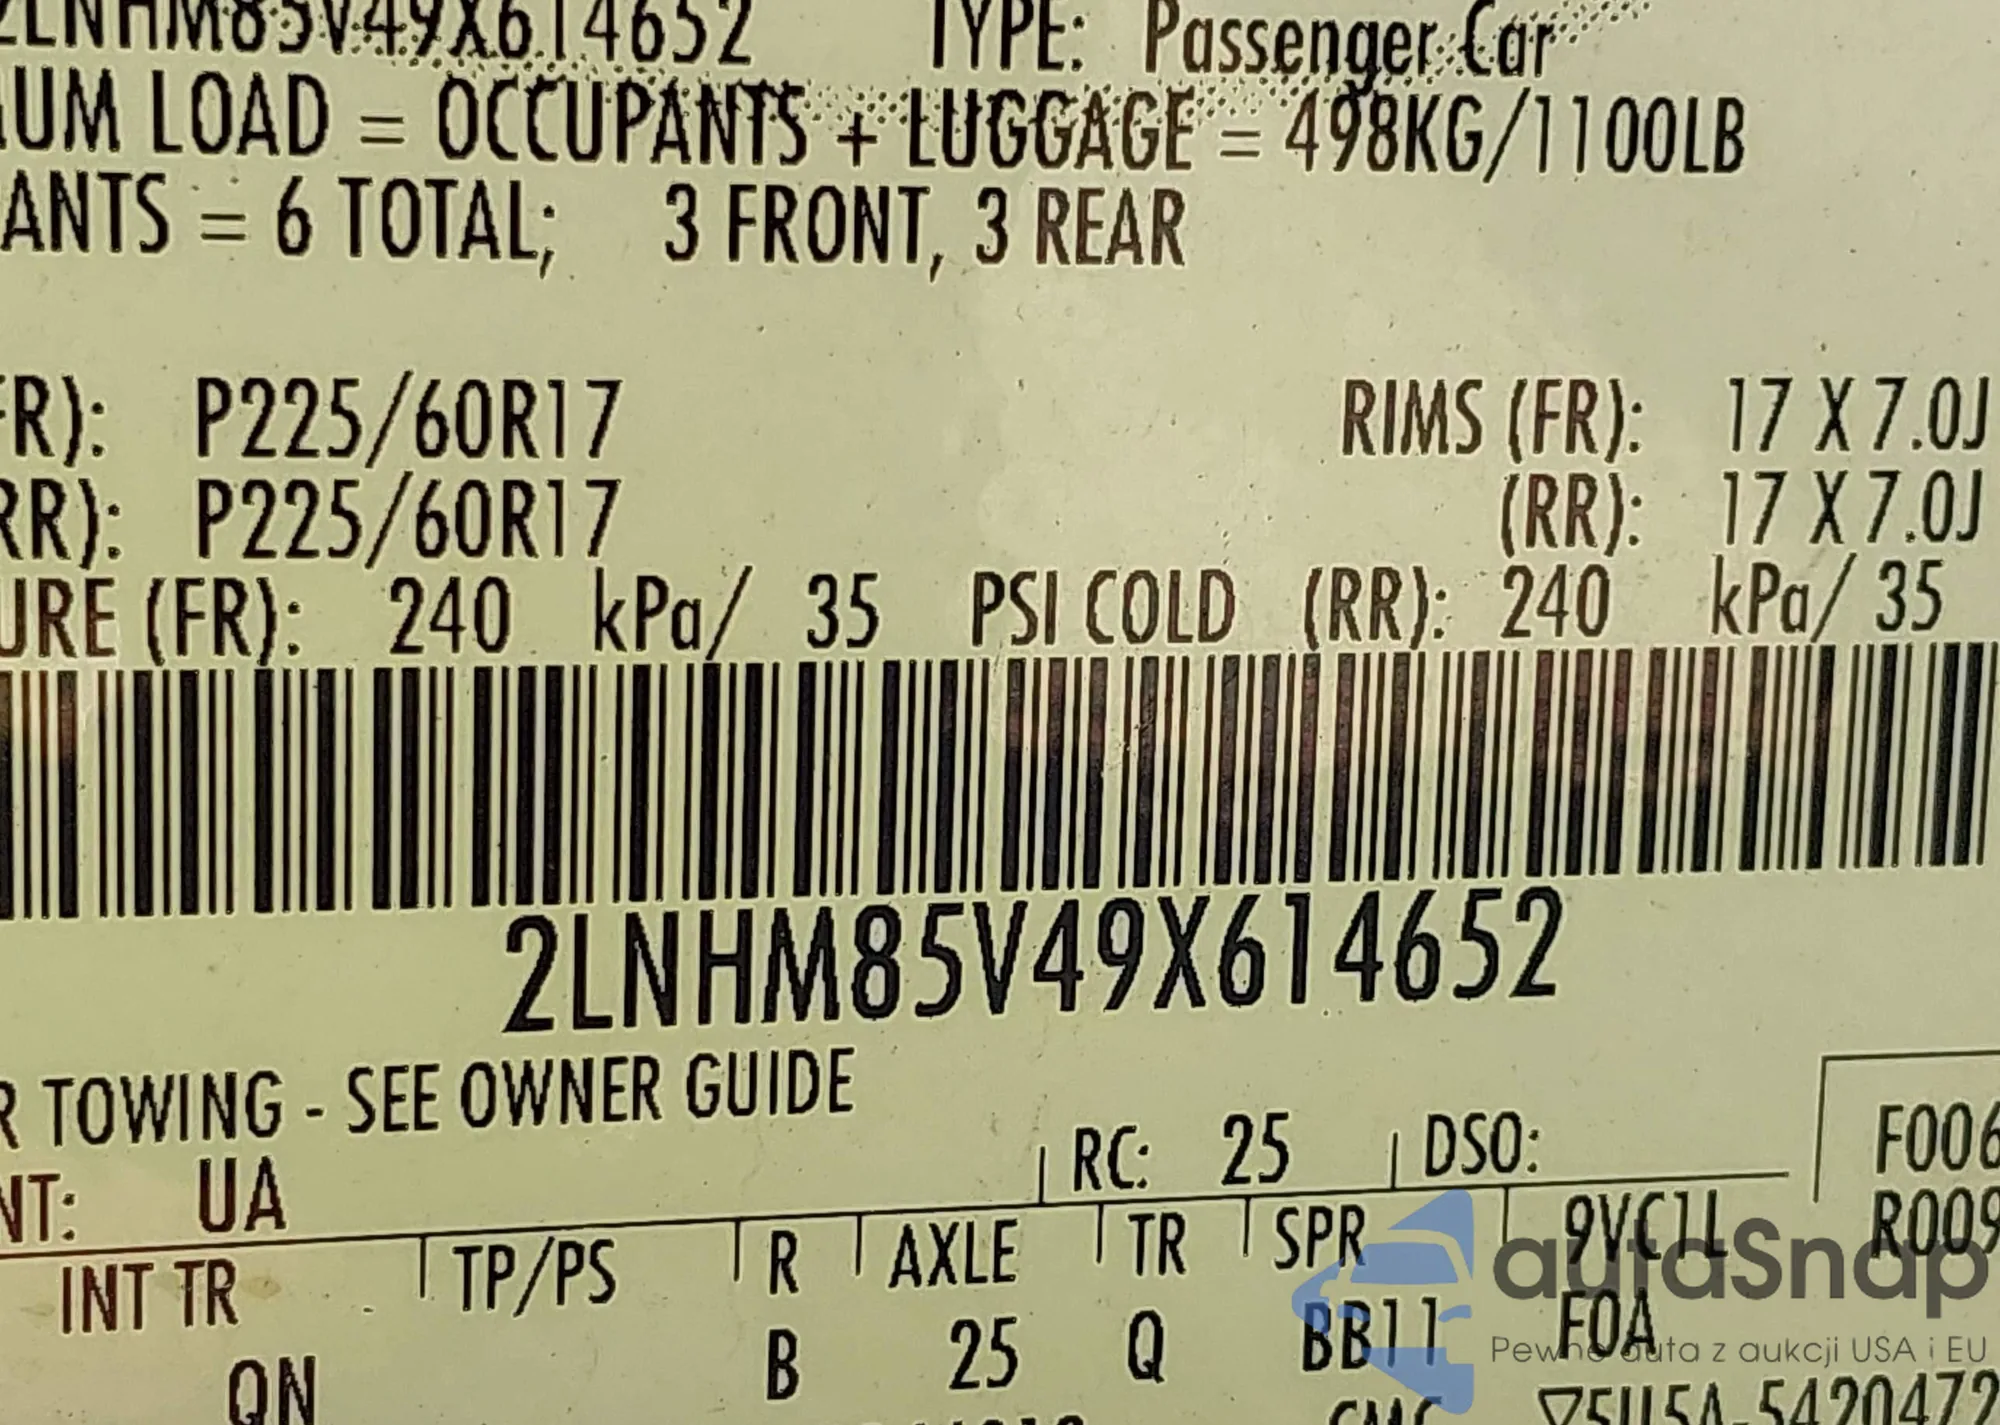 2LNHM85V49X614652 TYPE: Passenger Car
UM LOAD = OCCUPANTS + LUGGAGE = 498KG/1100LB
ANTS = 6 TOTAL; 3 FRONT, 3 REAR
FR): P225/60R17 RIMS (FR): 17 X 7.0J
RR): P225/60R17 (RR): 17 X 7.0J
URE (FR): 240 kPa/ 35 PSI COLD (RR): 240 kPa/ 35
2LNHM85V49X614652
R TOWING - SEE OWNER GUIDE
NT: UA RC: 25 DSO: F006
INT TR TP/PS R AXLE TR SPR 9VC1L R009
QN B 25 Q BB11 F0A
autaSnap
Pewne auta z aukcji USA i EU
▽5U5A-5420472